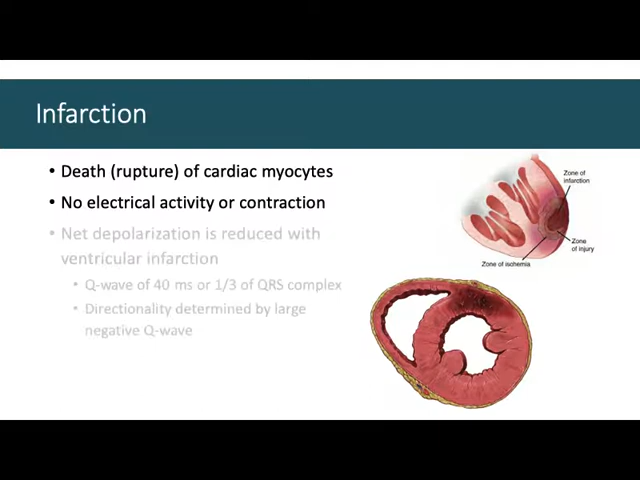 Infarction
• Death (rupture) of cardiac myocytes
• No electrical activity or contraction
• Net depolarization is reduced with
ventricular infarction
• Q-wave of 40 ms or 1/3 of QRS complex
• Directionality determined by large
negative Q-wave
Zone of
infarction
Zone
of injury
Zone of ischemia